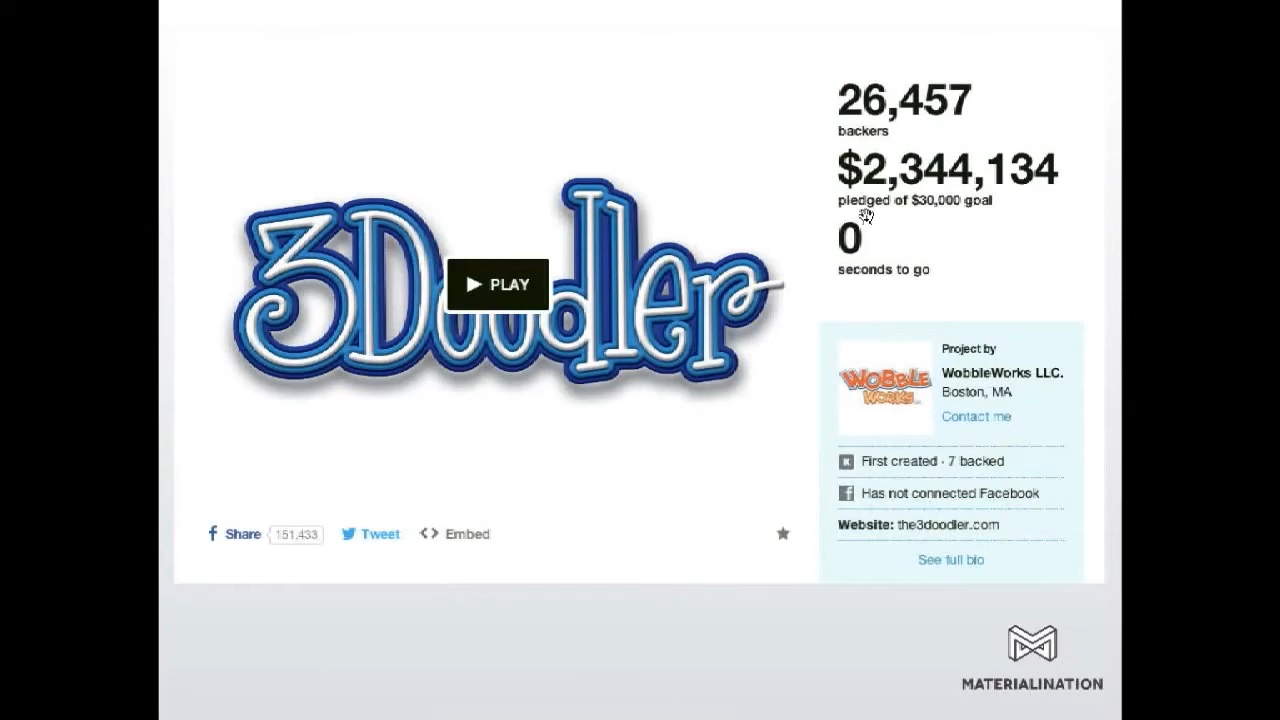 26,457
backers
$2,344,134
pledged of $30,000 goal
0
seconds to go
3Doodler
PLAY
Project by
WobbleWorks LLC.
Boston, MA
Contact me
WOBBLE
WORKS
First created · 7 backed
Has not connected Facebook
Website: the3doodler.com
See full bio
Share 151,433 Tweet Embed
MATERIALINATION